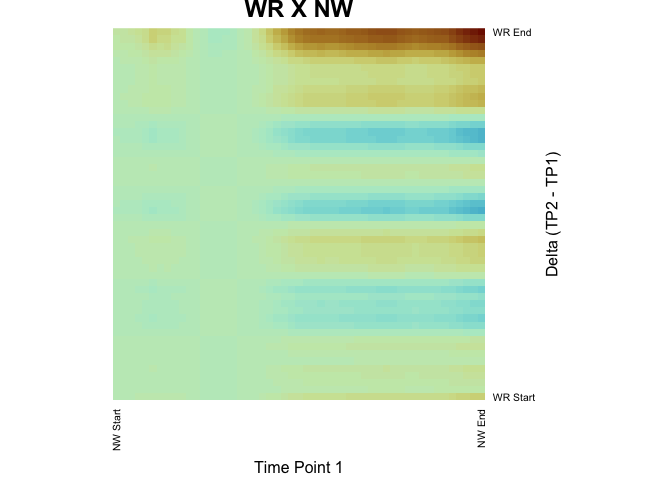 WR X NW
WR End
Delta (TP2 - TP1)
WR Start
NW Start
NW End
Time Point 1